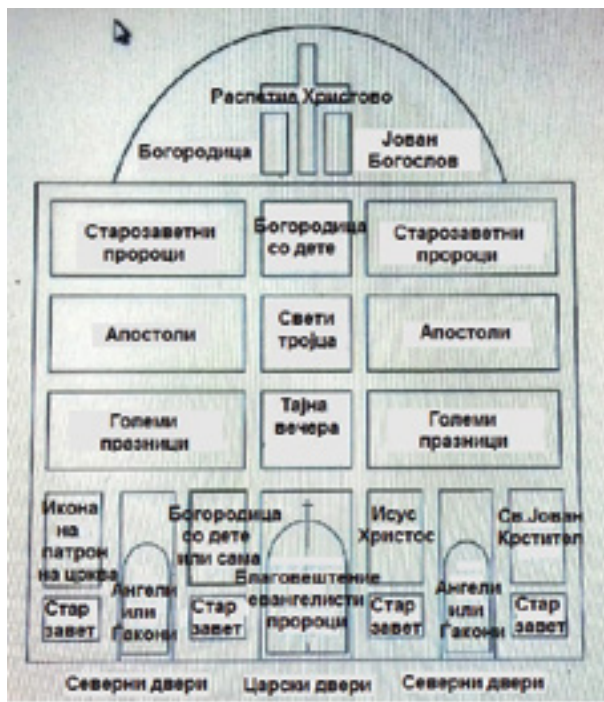 Распетие Христово
Богородица
Јован
Богослов
Старозаветни
пророци
Богородица
со дете
Старозаветни
пророци
Апостоли
Свети
тројца
Апостоли
Големи
празници
Тајна
вечера
Големи
празници
Икона
на
патрон
на црква
Ангели
или
Ѓакони
Богородица
со дете
или сама
Благовештение
евангелисти
пророци
Исус
Христос
Ангели
или
Ѓакони
Св.Јован
Крстител
Стар
завет
Стар
завет
Стар
завет
Стар
завет
Северни двери
Царски двери
Северни двери